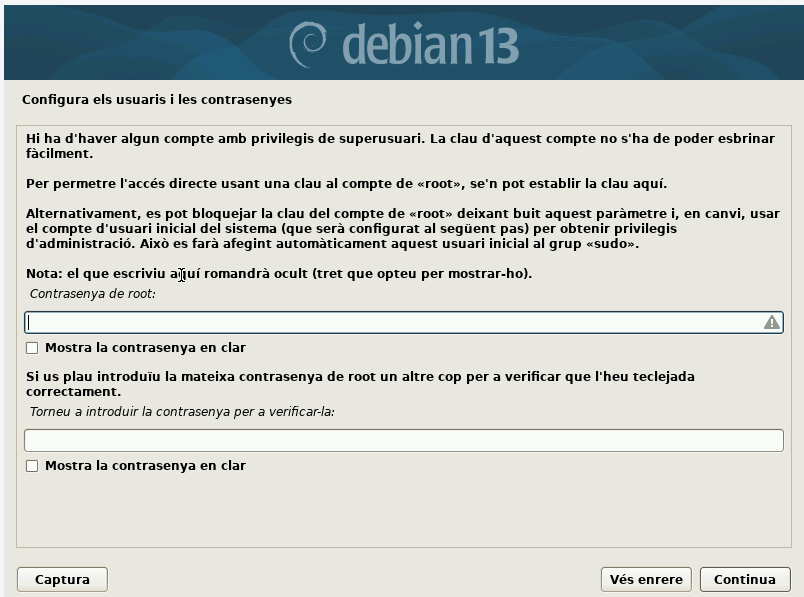 debian 13
Configura els usuaris i les contrasenyes
Hi ha d'haver algun compte amb privilegis de superusuari. La clau d'aquest compte no s'ha de poder esbrinar
fàcilment.
Per permetre l'accés directe usant una clau al compte de «root», se'n pot establir la clau aquí.
Alternativament, es pot bloquejar la clau del compte de «root» deixant buit aquest paràmetre i, en canvi, usar
el compte d'usuari inicial del sistema (que serà configurat al següent pas) per obtenir privilegis
d'administració. Això es farà afegint automàticament aquest usuari inicial al grup «sudo».
Nota: el que escriviu aquí romandrà ocult (tret que opteu per mostrar-ho).
Contrasenya de root:
Mostra la contrasenya en clar
Si us plau introduïu la mateixa contrasenya de root un altre cop per a verificar que l'heu teclejada
correctament.
Torneu a introduir la contrasenya per a verificar-la:
Mostra la contrasenya en clar
Captura
Vés enrere
Continua